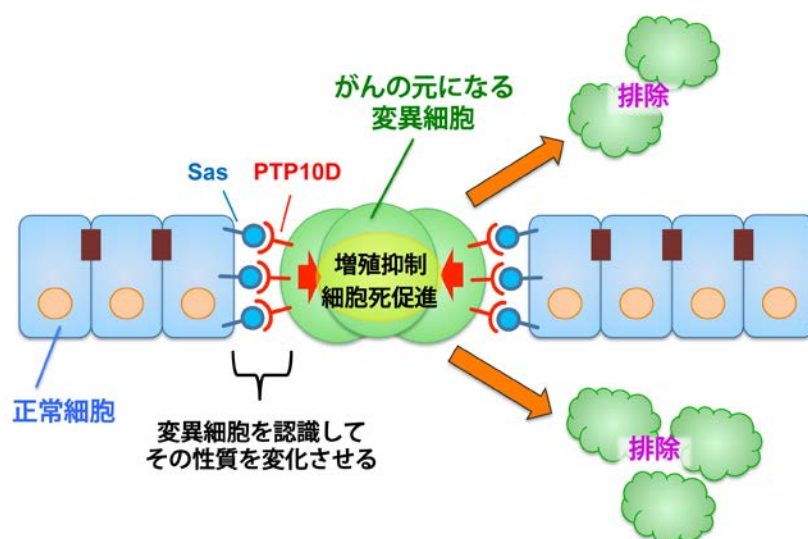 がんの元になる
変異細胞
排除
Sas
PTP10D
増殖抑制
細胞死促進
正常細胞
変異細胞を認識して
その性質を変化させる
排除